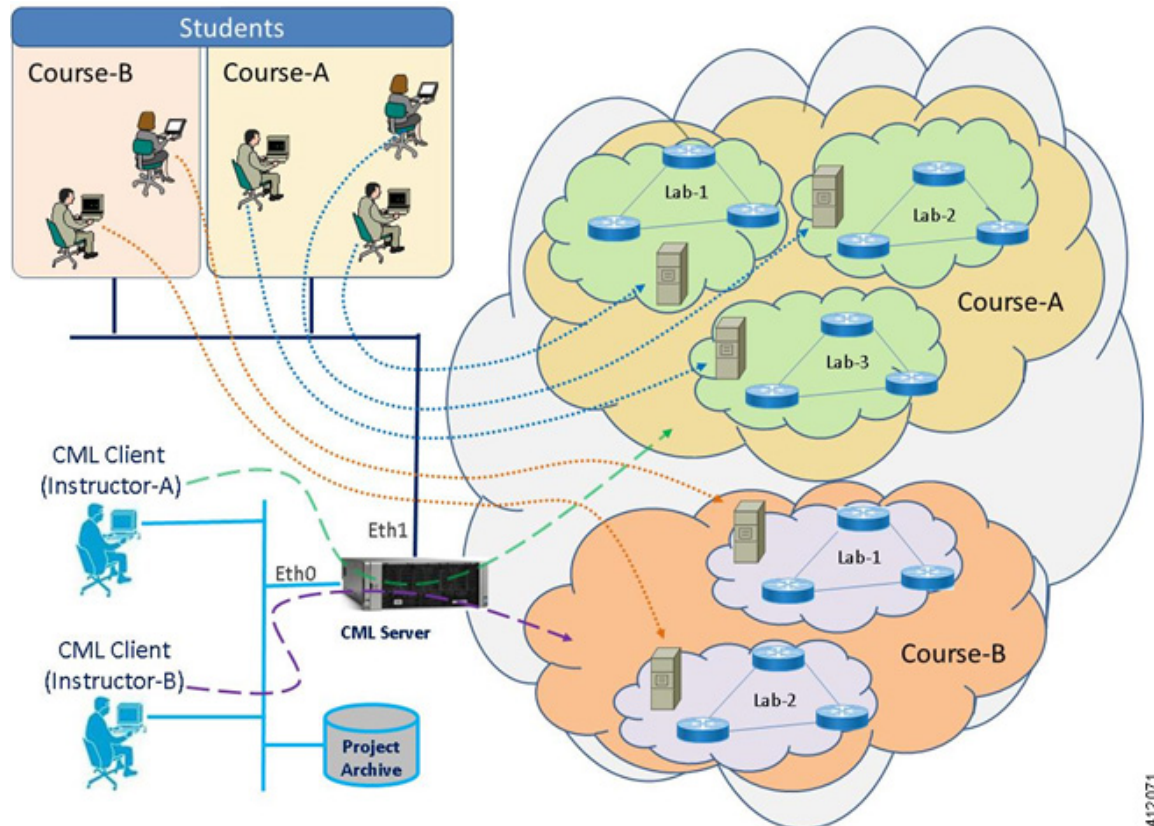 Students
Course-B
Course-A
Lab-1
Lab-2
Course-A
Lab-3
CML Client
(Instructor-A)
Eth1
Eth0
CML Server
Lab-1
CML Client
(Instructor-B)
Course-B
Lab-2
Project
Archive
412071